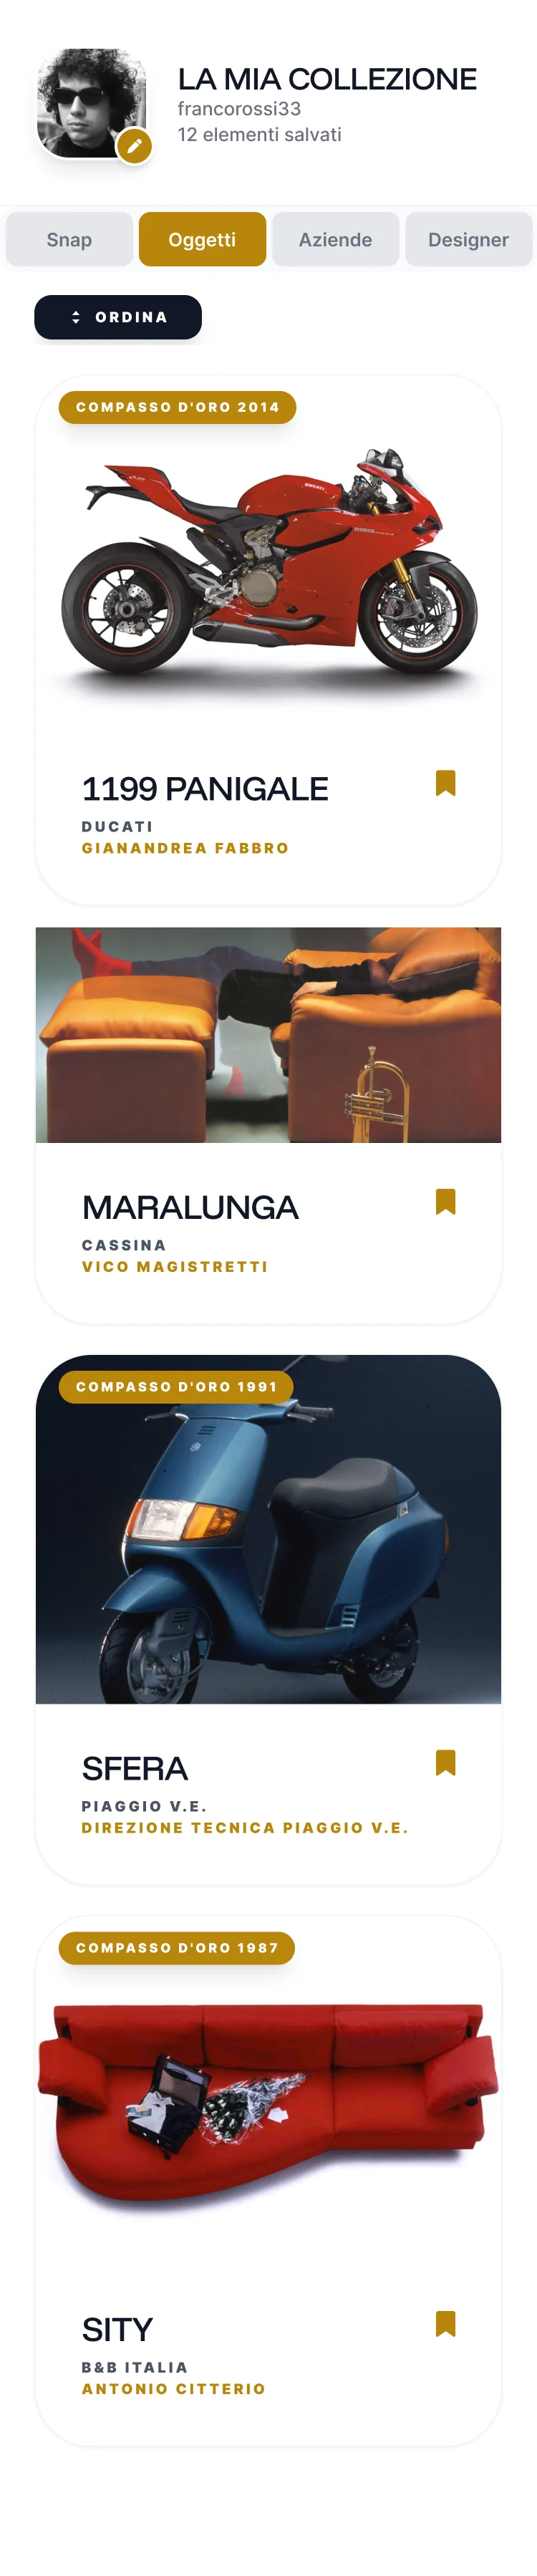 LA MIA COLLEZIONE
francorossi33
12 elementi salvati
Snap
Oggetti
Aziende
Designer
ORDINA
COMPASSO D'ORO 2014
DUCATI
1199 PANIGALE
DUCATI
GIANANDREA FABBRO
MARALUNGA
CASSINA
VICO MAGISTRETTI
COMPASSO D'ORO 1991
SFERA
PIAGGIO V.E.
DIREZIONE TECNICA PIAGGIO V.E.
COMPASSO D'ORO 1987
SITY
B&B ITALIA
ANTONIO CITTERIO